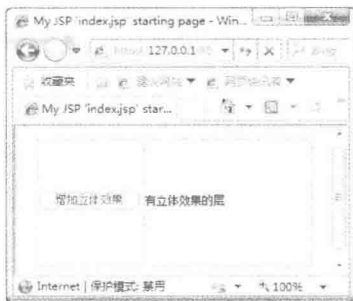 My JSP 'index.jsp' starting page - Win...
127.0.0.1
收藏夹
My JSP 'index.jsp' star...
增加立体效果 有立体效果的层
Internet | 保护模式: 禁用 100%